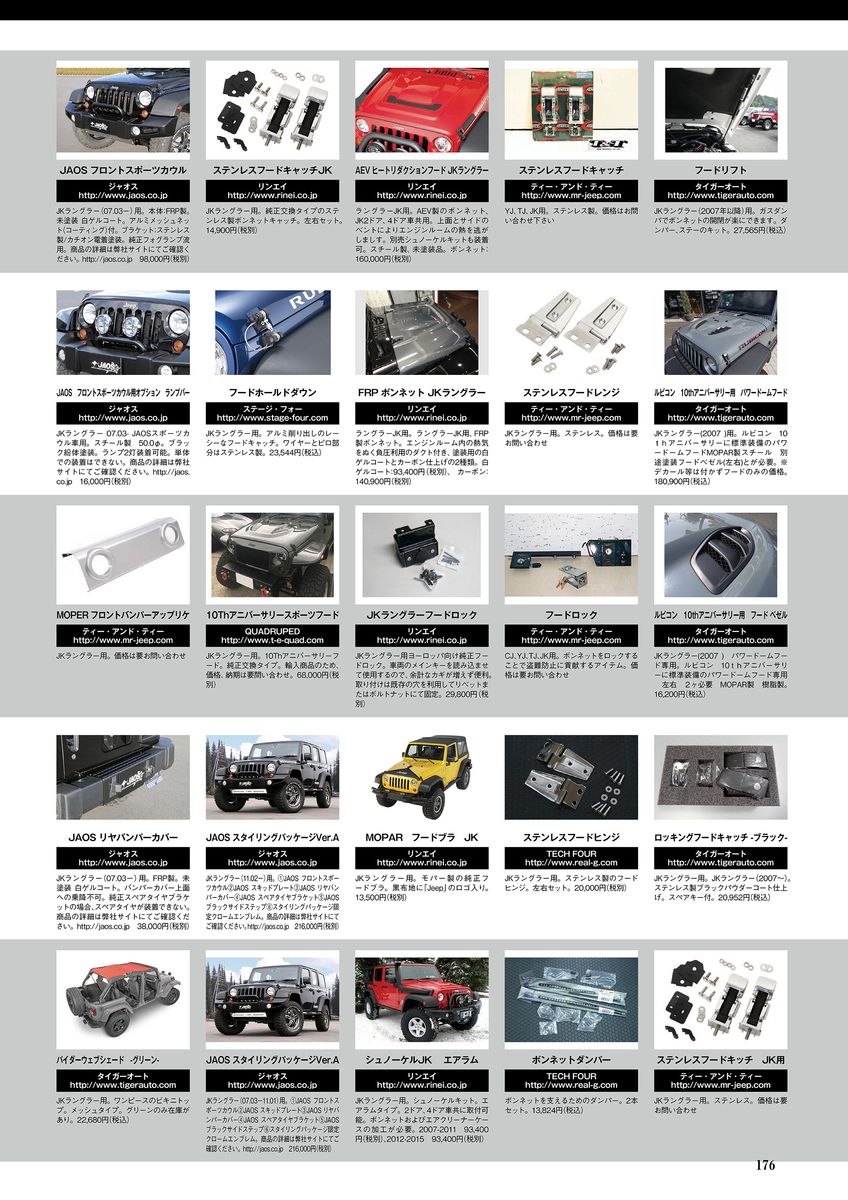 JAOS フロントスポーツカウル
ジャオス
http://www.jaos.co.jp
JKラングラー(07.03ー)用。本体:FRP製。
未塗装 白ゲルコート。アルミメッシュネッ
ト(コーティング)付。ブラケット:ステンレス
製/カチオン電着塗装。純正フォグランプ流
用。商品の詳細は弊社サイトにてご確認く
ださい。http://jaos.co.jp 98,000円(税別)
ステンレスフードキャッチJK
リンエイ
http://www.rinei.co.jp
JKラングラー用。純正交換タイプのステ
ンレス製ボンネットキャッチ。左右セット。
14,900円(税別)
AEV ヒートリダクションフード JKラングラー
リンエイ
http://www.rinei.co.jp
ラングラーJK用。AEV製のボンネット、
JK2ドア、4ドア車共用。上面とサイドの
ベントによりエンジンルームの熱を逃が
しまします。別売シュノーケルキットも装着
可。スチール製、未塗装品。ボンネット:
160,000円(税別)
T&T
ステンレスフードキャッチ
ティー・アンド・ティー
http://www.mr-jeep.com
YJ, TJ, JK用。ステンレス製。価格はお問
い合わせ下さい
フードリフト
タイガーオート
http://www.tigerauto.com
JKラングラー(2007年以降)用。ガスダン
パでボンネットの開閉が楽にできます。ダ
ンパー、ステーのキット。27,565円(税込)
JAOS フロントスポーツカウル用オプション ランプバー
ジャオス
http://www.jaos.co.jp
JKラングラー 07.03- JAOSスポーツカ
ウル用。スチール製 50.0φ。ブラッ
ク粉体塗装。ランプ2灯装着可能。単体
での装着はできない。商品の詳細は弊社
サイトにてご確認ください。http://jaos.
co.jp 16,000円(税別)
フードホールドダウン
ステージ・フォー
http://www.stage-four.com
JKラングラー用。アルミ削り出しのレー
シーなフードキャッチ。ワイヤーとピロ部
分はステンレス製。23,544円(税込)
FRP ボンネット JKラングラー
リンエイ
http://www.rinei.co.jp
ラングラーJK用。ラングラーJK用、FRP
製ボンネット。エンジンルーム内の熱気
をぬく負圧利用のダクト付き、塗装用の白
ゲルコートとカーボン仕上げの2種類。白
ゲルコート:93,400円(税別)、カーボン:
140,900円(税別)
ステンレスフードレンジ
ティー・アンド・ティー
http://www.mr-jeep.com
JKラングラー用。ステンレス。価格は要
お問い合わせ
ルビコン 10thアニバーサリー用 パワードームフード
タイガーオート
http://www.tigerauto.com
JKラングラー(2007 )用。ルビコン 10
thアニバーサリーに標準装備のパワ
ードームフードMOPAR製スチール 別
途塗装フードベゼル(左右)とが必要。※
デカール等は付かずフードのみの価格。
180,900円(税込)
MOPER フロントバンパーアップリケ
ティー・アンド・ティー
http://www.mr-jeep.com
JKラングラー用。価格は要お問い合わせ
10Thアニバーサリースポーツフード
QUADRUPED
http://www.t-e-quad.com
JKラングラー用。10Thアニバーサリーフ
ード。純正交換タイプ。輸入商品のため、
価格、納期は要問い合わせ。68,000円(税
別)
JKラングラーフードロック
リンエイ
http://www.rinei.co.jp
JKラングラー用ヨーロッパ向け純正フー
ドロック。車両のメインキーを読み込ませ
て使用するので、余計なカギが増えず便利。
取り付けは既存の穴を利用してリベットま
たはボルトナットにて固定。29,800円(税
別)
フードロック
ティー・アンド・ティー
http://www.mr-jeep.com
CJ, YJ, TJ, JK用。ボンネットをロックする
ことで盗難防止に貢献するアイテム。価
格は要お問い合わせ
ルビコン 10thアニバーサリー用 フードベゼル
タイガーオート
http://www.tigerauto.com
JKラングラー(2007 ) パワードームフー
ド専用。ルビコン 10thアニバーサリ
ーに標準装備のパワードームフード専用
左右 2ヶ必要 MOPAR製 樹脂製。
16,200円(税込)
JAOS リヤバンパーカバー
ジャオス
http://www.jaos.co.jp
JKラングラー(07.03ー)用。FRP製。未
塗装 白ゲルコート。バンパーカバー上面
への乗降不可。純正スペアタイヤブラケ
ットの場合、スペアタイヤが装着できない。
商品の詳細は弊社サイトにてご確認くだ
さい。http://jaos.co.jp 38,000円(税別)
JAOS スタイリングパッケージVer.A
ジャオス
http://www.jaos.co.jp
JKラングラー(11.02ー)用。①JAOS フロントスポー
ツカウル②JAOS スキッドプレート③JAOS リヤバン
パーカバー④JAOS スペアタイヤブラケット⑤JAOS
ブラックサイドステップ⑥スタイリングパッケージ限
定クロームエンブレム。商品の詳細は弊社サイトにて
ご確認ください。http://jaos.co.jp 216,000円(税別)
MOPAR フードブラ JK
リンエイ
http://www.rinei.co.jp
JKラングラー用。モパー製の純正フ
ードブラ。黒布地に「Jeep」のロゴ入り。
13,500円(税別)
ステンレスフードヒンジ
TECH FOUR
http://www.real-g.com
JKラングラー用。ステンレス製のフード
ヒンジ。左右セット。20,000円(税別)
ロッキングフードキャッチ -ブラック-
タイガーオート
http://www.tigerauto.com
JKラングラー用。JKラングラー(2007〜)。
ステンレス製ブラックパウダーコート仕上
げ。スペアキー付。20,952円(税込)
バイダーウェブシェード -グリーン-
タイガーオート
http://www.tigerauto.com
JKラングラー用。ワンピースのビキニトッ
プ。メッシュタイプ。グリーンのみ在庫が
あり。22,680円(税込)
JAOS スタイリングパッケージVer.A
ジャオス
http://www.jaos.co.jp
JKラングラー(07.03ー11.01)用。①JAOS フロントス
ポーツカウル②JAOS スキッドプレート③JAOS リヤバ
ンパーカバー④JAOS スペアタイヤブラケット⑤JAOS
ブラックサイドステップ⑥スタイリングパッケージ限定
クロームエンブレム。商品の詳細は弊社サイトにてご
確認ください。http://jaos.co.jp 216,000円(税別)
シュノーケルJK エアラム
リンエイ
http://www.rinei.co.jp
JKラングラー用。シュノーケルキット。エ
アラムタイプ。2ドア、4ドア車共に取付可
能。ボンネットおよびエアクリーナーケー
スの加工が必要。2007-2011 93,400
円(税別)、2012-2015 93,400円(税別)
ボンネットダンパー
TECH FOUR
http://www.real-g.com
ボンネットを支えるためのダンパー。2本
セット。13,824円(税込)
ステンレスフードキッチ JK用
ティー・アンド・ティー
http://www.mr-jeep.com
JKラングラー用。ステンレス。価格は要
お問い合わせ
176